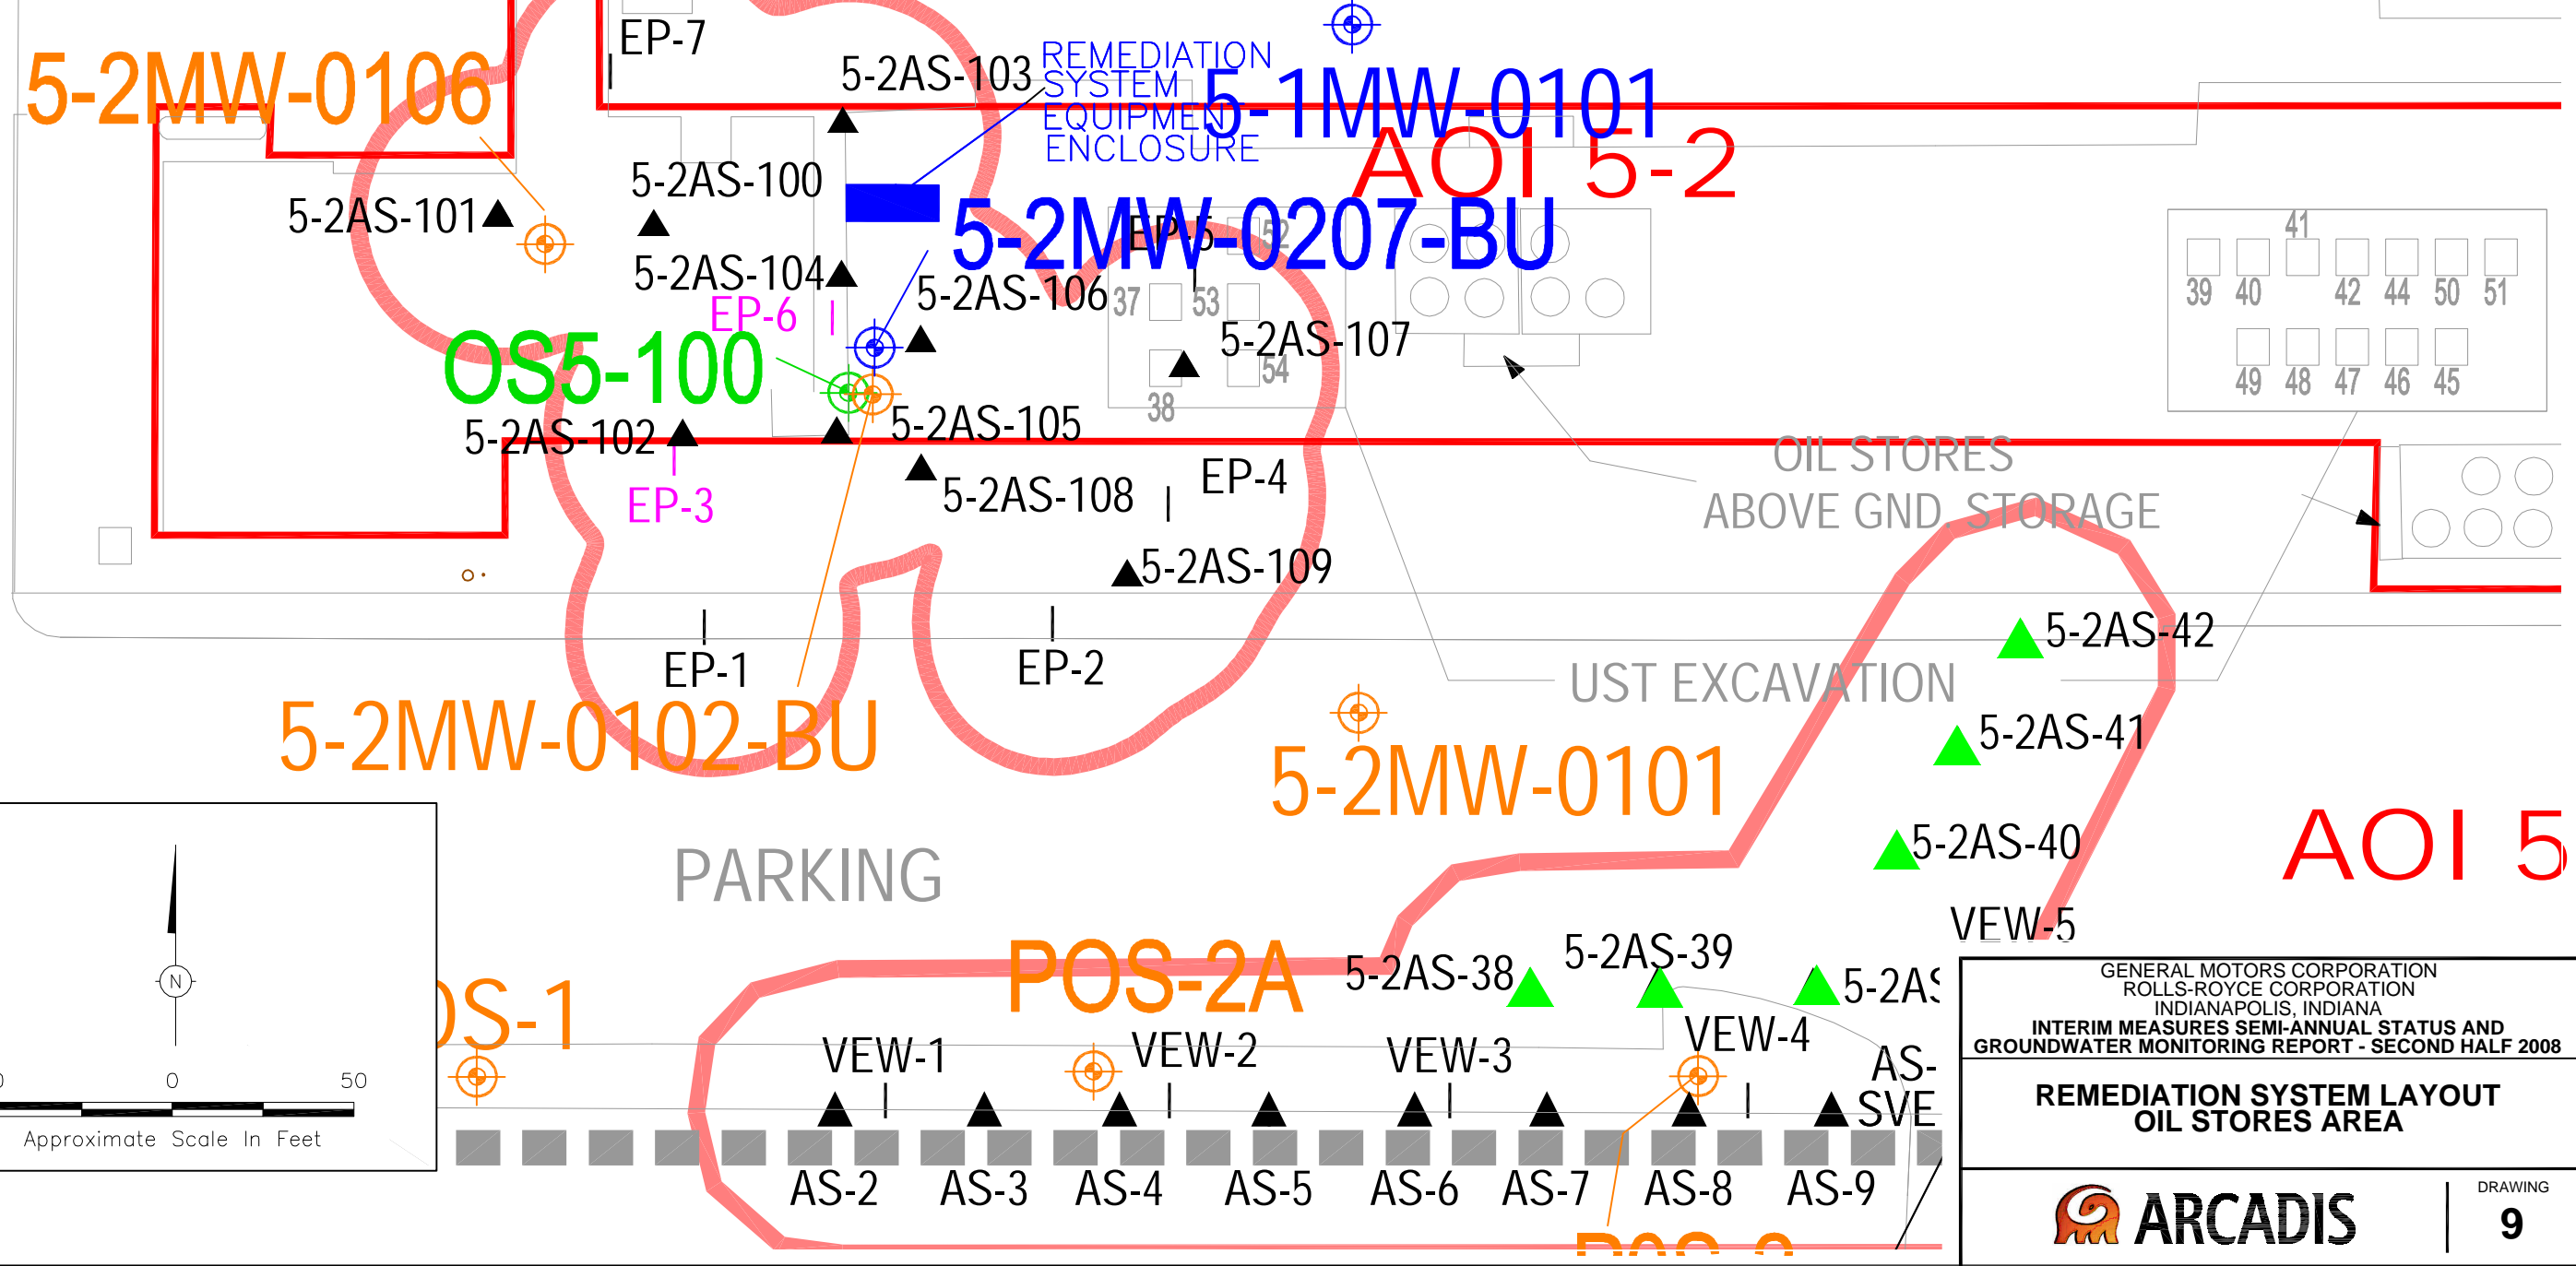 EP-7
5-2MW-0106
5-2AS-103
REMEDIATION
SYSTEM
EQUIPMENT
ENCLOSURE
5-1MW-0101
AOI 5-2
5-2AS-100
5-2AS-101
5-2MW-0207-BU
EP-5
52
41
5-2AS-104
5-2AS-106
37
53
39
40
42
44
50
51
EP-6
OS5-100
5-2AS-107
54
38
49
48
47
46
45
5-2AS-102
5-2AS-105
OIL STORES
ABOVE GND. STORAGE
EP-4
5-2AS-108
EP-3
5-2AS-109
5-2AS-42
EP-1
EP-2
UST EXCAVATION
5-2MW-0102-BU
5-2AS-41
5-2MW-0101
5-2AS-40
AOI 5
PARKING
VEW-5
POS-2A
5-2AS-38
5-2AS-39
5-2AS
N
OS-1
VEW-1
VEW-2
VEW-3
VEW-4
AS-
SVE
0
50
Approximate Scale In Feet
AS-2
AS-3
AS-4
AS-5
AS-6
AS-7
AS-8
AS-9
GENERAL MOTORS CORPORATION
ROLLS-ROYCE CORPORATION
INDIANAPOLIS, INDIANA
INTERIM MEASURES SEMI-ANNUAL STATUS AND
GROUNDWATER MONITORING REPORT - SECOND HALF 2008
REMEDIATION SYSTEM LAYOUT
OIL STORES AREA
ARCADIS
DRAWING
9